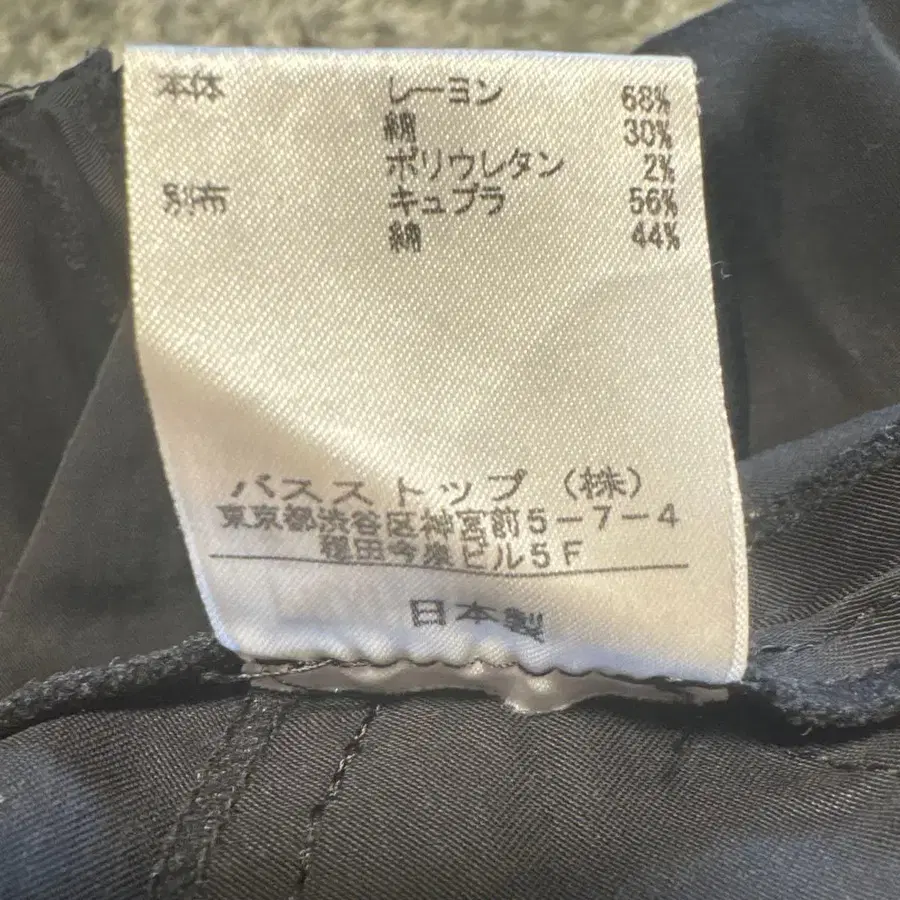 本体 レーヨン 68%
綿 30%
ポリウレタン 2%
別布 キュプラ 56%
綿 44%
バスストップ (株)
東京都渋谷区神宮前5-7-4
穏田今泉ビル5F
日本製